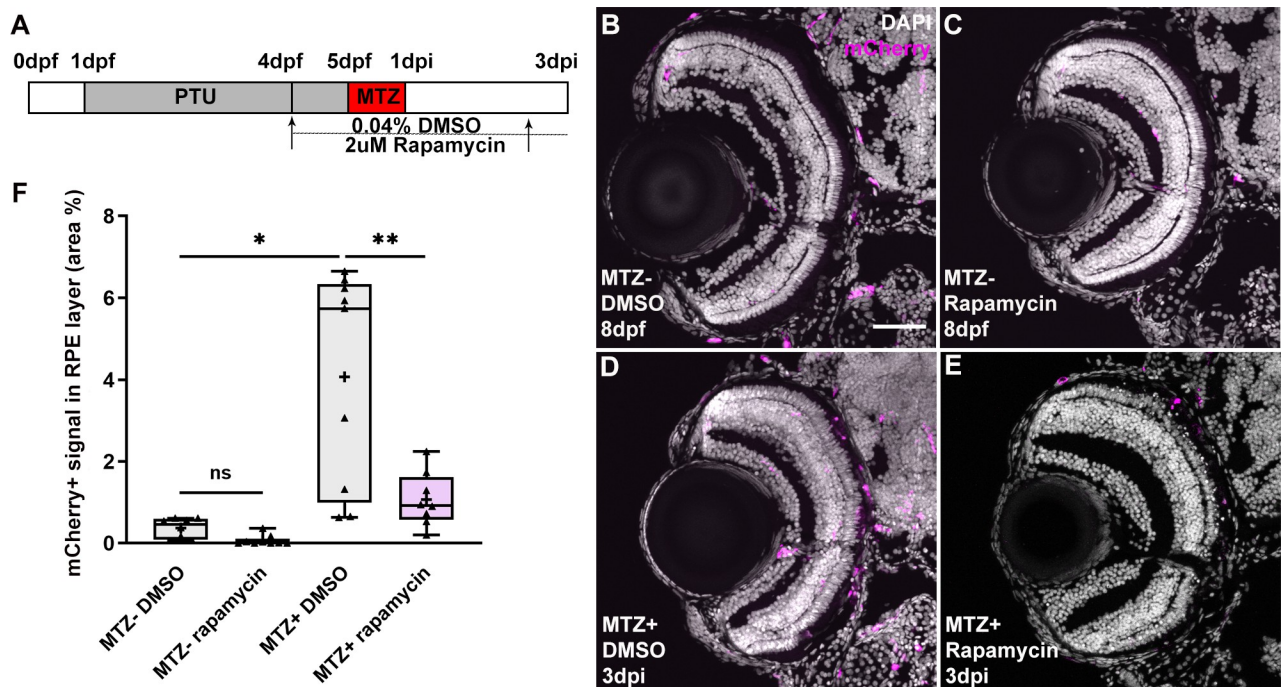 A
0dpf 1dpf 4dpf 5dpf 1dpi 3dpi
PTU MTZ
0.04% DMSO
2uM Rapamycin
B
DAPI
mCherry
MTZ-
DMSO
8dpf
C
MTZ-
Rapamycin
8dpf
D
MTZ+
DMSO
3dpi
E
MTZ+
Rapamycin
3dpi
F
mCherry+ signal in RPE layer (area %)
8
6
4
2
0
*
**
ns
MTZ- DMSO
MTZ- rapamycin
MTZ+ DMSO
MTZ+ rapamycin